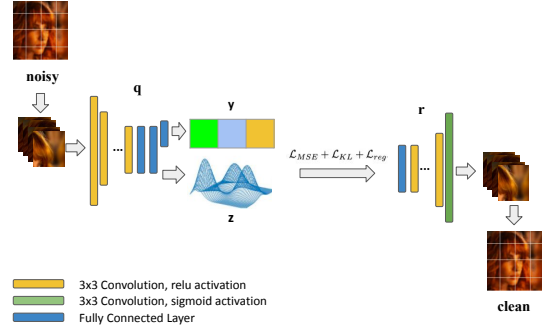 noisy
q
y
r
...
z
ℒ_MSE + ℒ_KL + ℒ_reg.
...
clean
3x3 Convolution, relu activation
3x3 Convolution, sigmoid activation
Fully Connected Layer